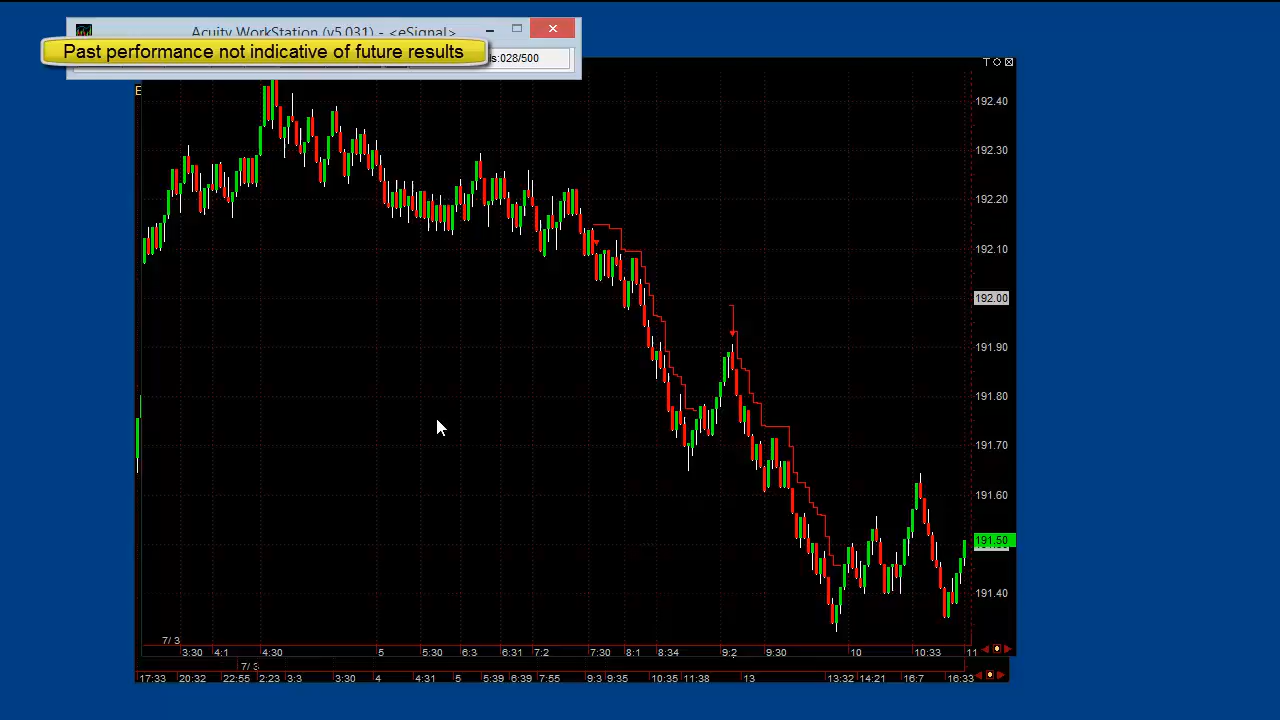 Acuity WorkStation (v5.031) - <eSignal>
Past performance not indicative of future results
ls:028/500
E
T
192.40
192.30
192.20
192.10
192.00
191.90
191.80
191.70
191.60
191.50
191.40
7/ 3
3:30 4:1 4:30 5 5:30 6:3 6:31 7:2 7:30 8:1 8:34 9:2 9:30 10 10:33 11
7/ 3
17:33 20:32 22:55 2:23 3:3 3:30 4 4:31 5 5:39 6:39 7:55 9:3 9:35 10:35 11:38 13 13:32 14:21 16:7 16:33